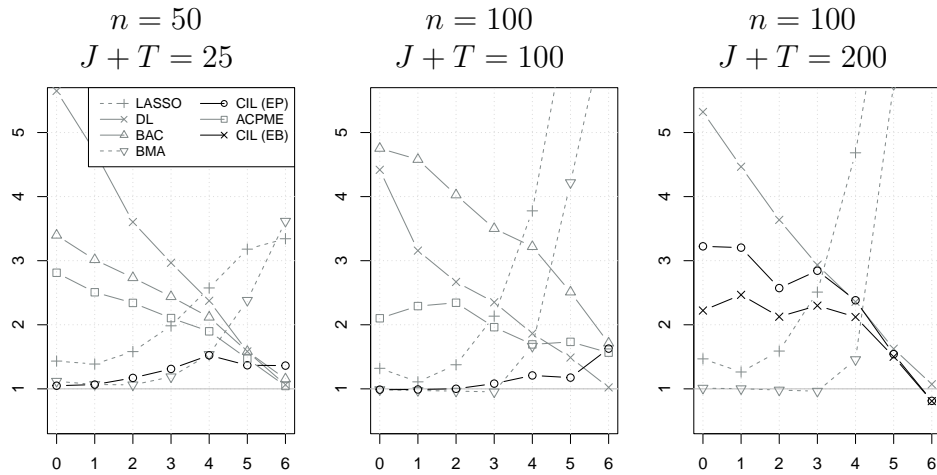 n = 50
J + T = 25
n = 100
J + T = 100
n = 100
J + T = 200
LASSO
DL
BAC
BMA
CIL (EP)
ACPME
CIL (EB)
5
4
3
2
1
0 1 2 3 4 5 6
5
4
3
2
1
0 1 2 3 4 5 6
5
4
3
2
1
0 1 2 3 4 5 6